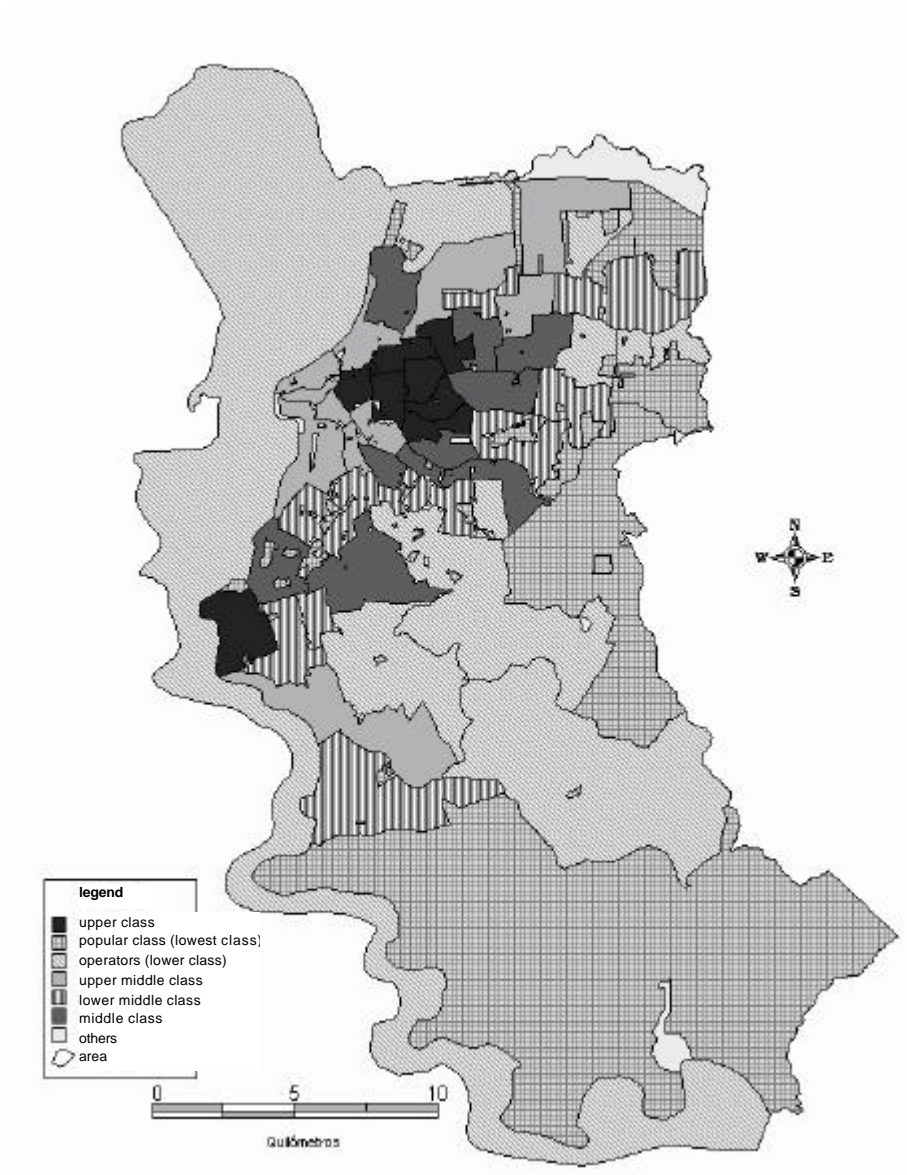 N
W E
S
legend
upper class
popular class (lowest class)
operators (lower class)
upper middle class
lower middle class
middle class
others
area
0 5 10
Quilómetros